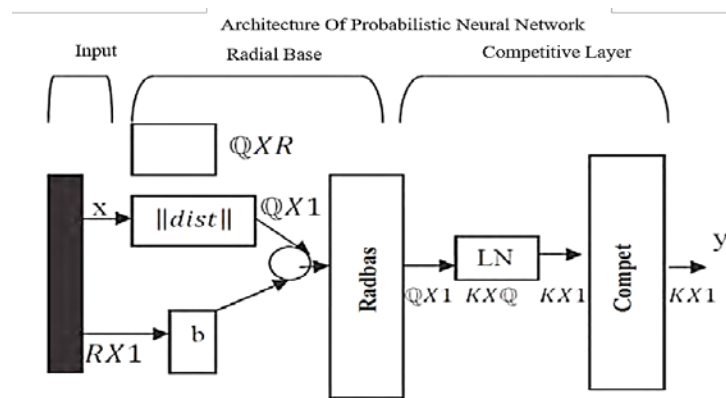 Architecture Of Probabilistic Neural Network
Input
Radial Base
Competitive Layer
ℚXR
x
‖dist‖
ℚX1
RX1
b
Radbas
ℚX1
LN
KXℚ
KX1
Compet
y
KX1